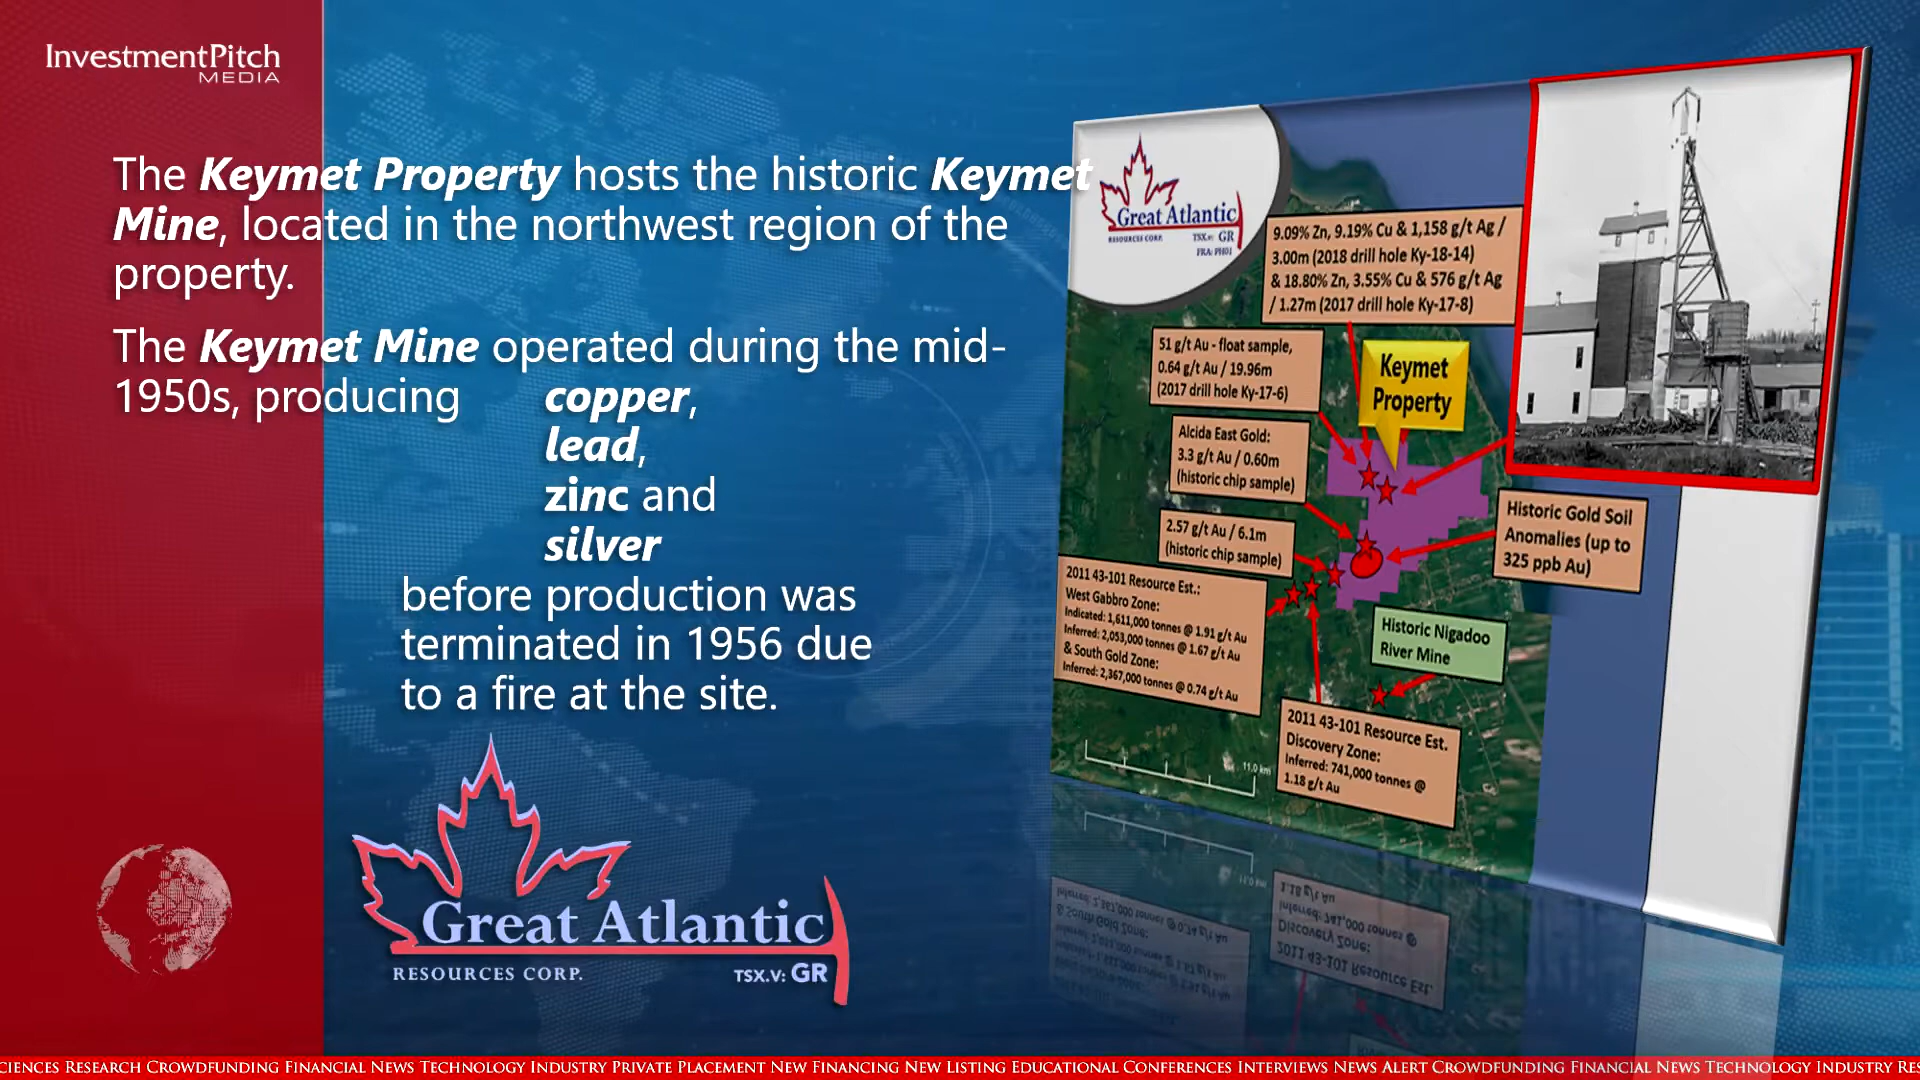 InvestmentPitch
MEDIA
The Keymet Property hosts the historic Keymet
Mine, located in the northwest region of the
property.
The Keymet Mine operated during the mid-
1950s, producing copper,
lead,
zinc and
silver
before production was
terminated in 1956 due
to a fire at the site.
Great Atlantic
RESOURCES CORP.
TSX.V: GR
Great Atlantic
RESOURCES CORP.
TSX.V: GR
FRA: PH01
9.09% Zn, 9.19% Cu & 1,158 g/t Ag /
3.00m (2018 drill hole Ky-18-14)
& 18.80% Zn, 3.55% Cu & 576 g/t Ag
/ 1.27m (2017 drill hole Ky-17-8)
51 g/t Au - float sample,
0.64 g/t Au / 19.96m
(2017 drill hole Ky-17-6)
Keymet
Property
Alcida East Gold:
3.3 g/t Au / 0.60m
(historic chip sample)
2.57 g/t Au / 6.1m
(historic chip sample)
Historic Gold Soil
Anomalies (up to
325 ppb Au)
2011 43-101 Resource Est.:
West Gabbro Zone:
Indicated: 1,611,000 tonnes @ 1.91 g/t Au
Inferred: 2,053,000 tonnes @ 1.67 g/t Au
& South Gold Zone:
Inferred: 2,367,000 tonnes @ 0.74 g/t Au
Historic Nigadoo
River Mine
2011 43-101 Resource Est.
Discovery Zone:
Inferred: 741,000 tonnes @
1.18 g/t Au
11.0 km
CIENCES RESEARCH CROWDFUNDING FINANCIAL NEWS TECHNOLOGY INDUSTRY PRIVATE PLACEMENT NEW FINANCING NEW LISTING EDUCATIONAL CONFERENCES INTERVIEWS NEWS ALERT CROWDFUNDING FINANCIAL NEWS TECHNOLOGY INDUSTRY RES